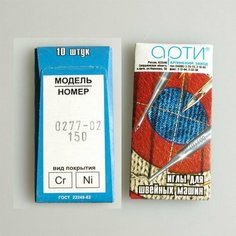 10 штук
МОДЕЛЬ
НОМЕР
0277-02
150
вид покрытия
Cr Ni
ГОСТ 22249-82
АРТИ
АРТИНСКИЙ ЗАВОД
ИГЛЫ ДЛЯ
ШВЕЙНЫХ МАШИН